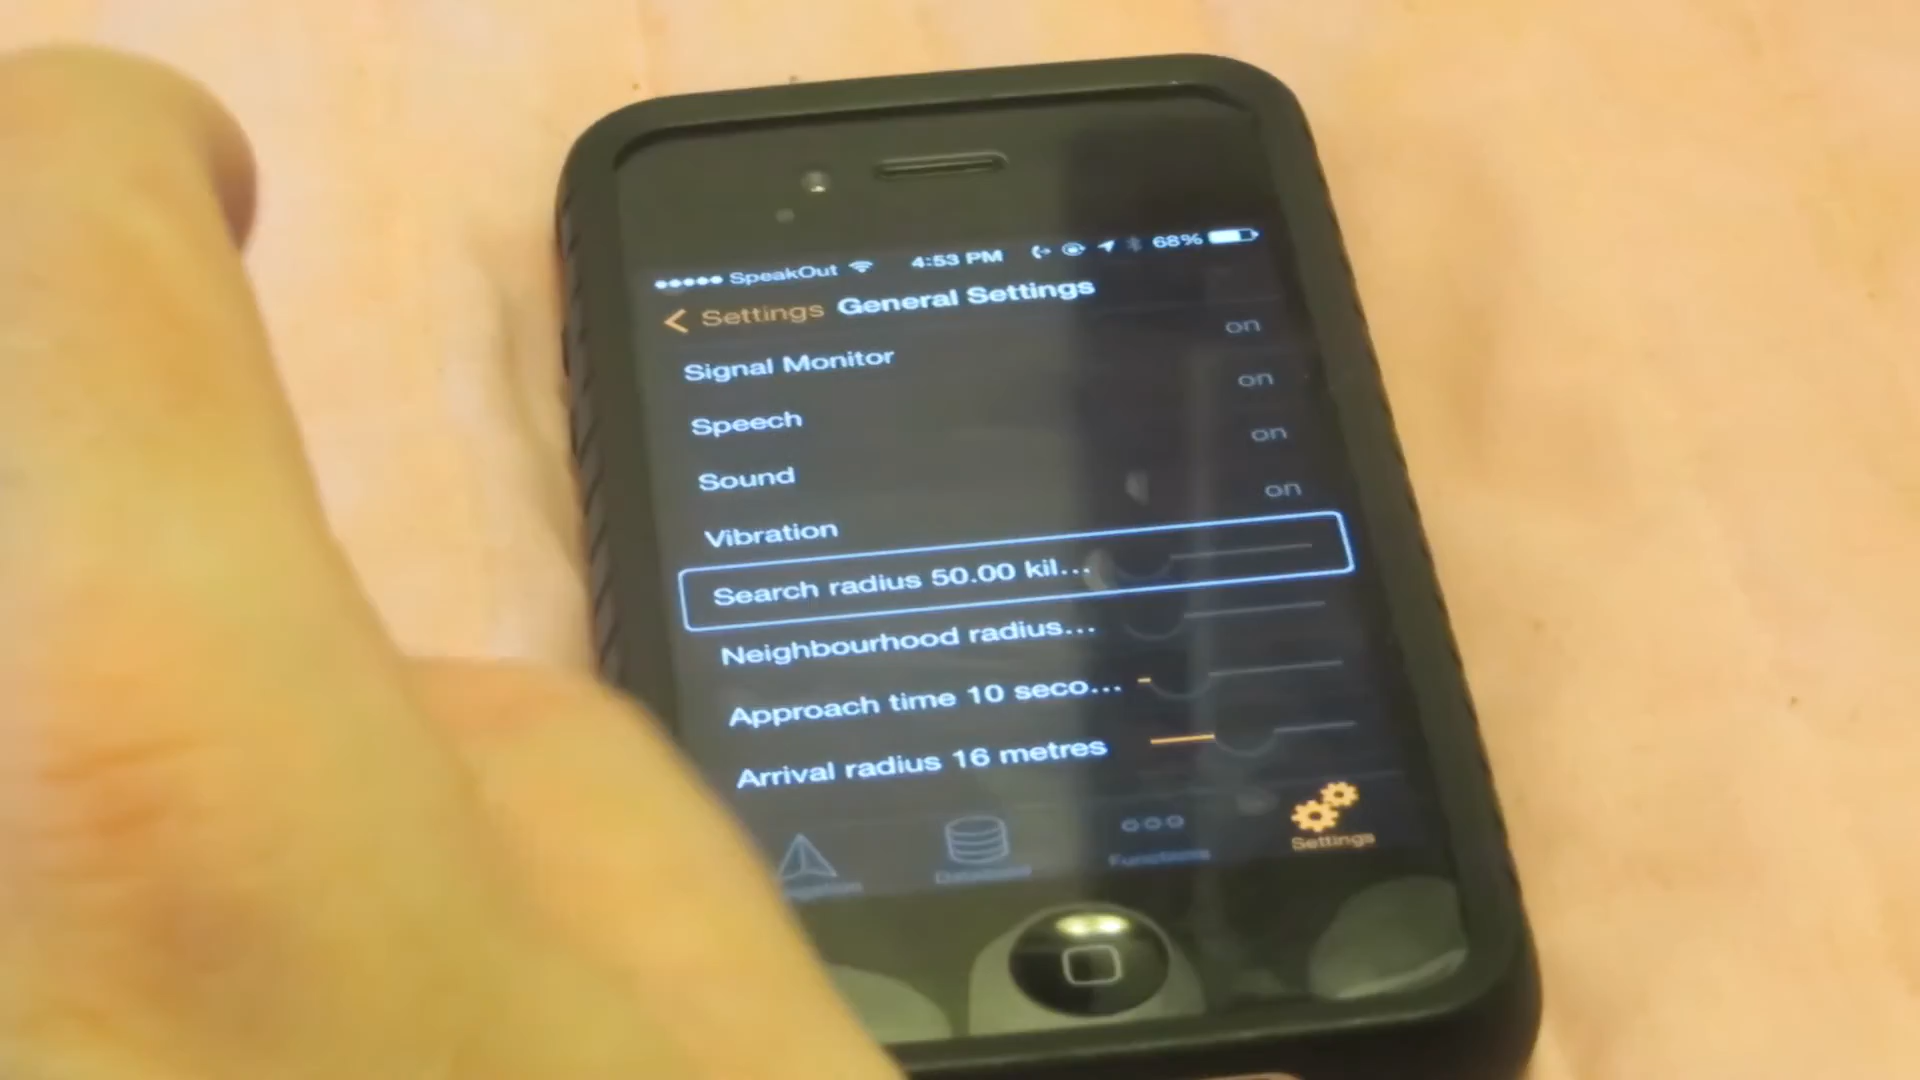 SpeakOut 4:53 PM 68%
Settings General Settings
Signal Monitor on
Speech on
Sound on
Vibration on
Search radius 50.00 kil...
Neighbourhood radius...
Approach time 10 seco...
Arrival radius 16 metres
Functions Settings